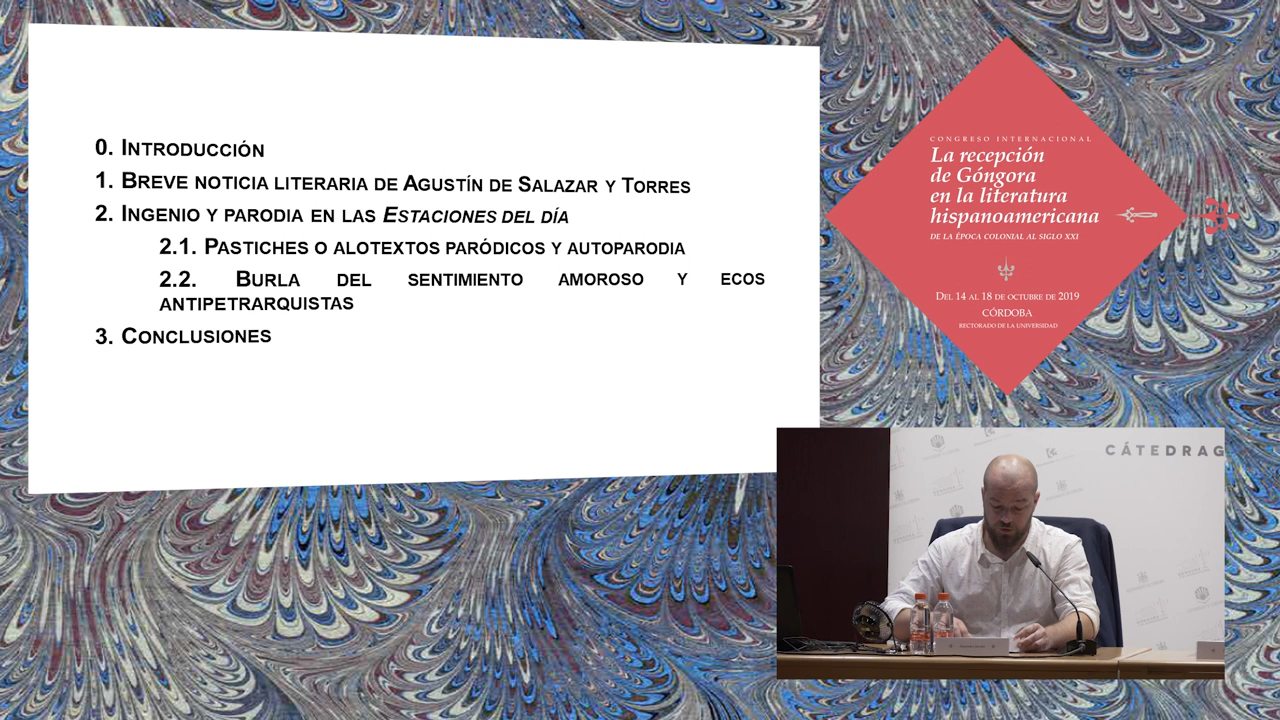 0. INTRODUCCIÓN
1. BREVE NOTICIA LITERARIA DE AGUSTÍN DE SALAZAR Y TORRES
2. INGENIO Y PARODIA EN LAS ESTACIONES DEL DÍA
2.1. PASTICHES O ALOTEXTOS PARÓDICOS Y AUTOPARODIA
2.2. BURLA DEL SENTIMIENTO AMOROSO Y ECOS
ANTIPETRARQUISTAS
3. CONCLUSIONES
CONGRESO INTERNACIONAL
La recepción
de Góngora
en la literatura
hispanoamericana
DE LA ÉPOCA COLONIAL AL SIGLO XXI
DEL 14 AL 18 DE OCTUBRE DE 2019
CÓRDOBA
RECTORADO DE LA UNIVERSIDAD
CÁTEDRAG